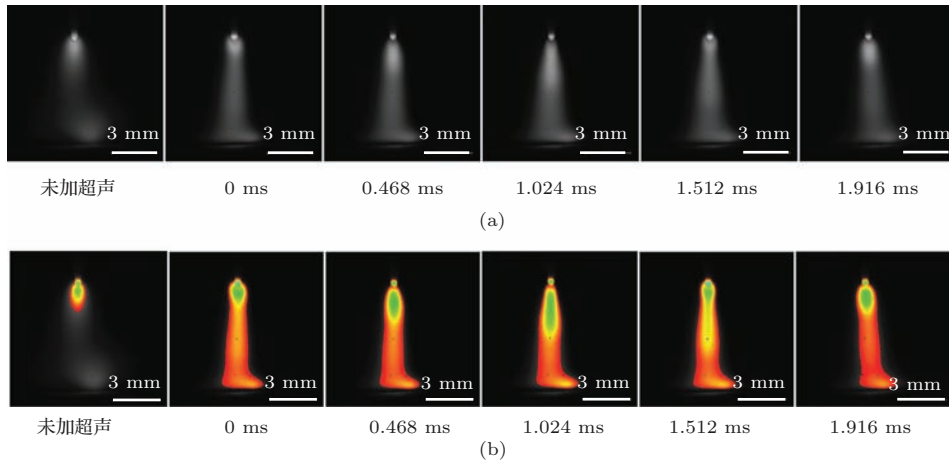 3 mm 3 mm 3 mm 3 mm 3 mm 3 mm
未加超声 0 ms 0.468 ms 1.024 ms 1.512 ms 1.916 ms
(a)
3 mm 3 mm 3 mm 3 mm 3 mm 3 mm
未加超声 0 ms 0.468 ms 1.024 ms 1.512 ms 1.916 ms
(b)